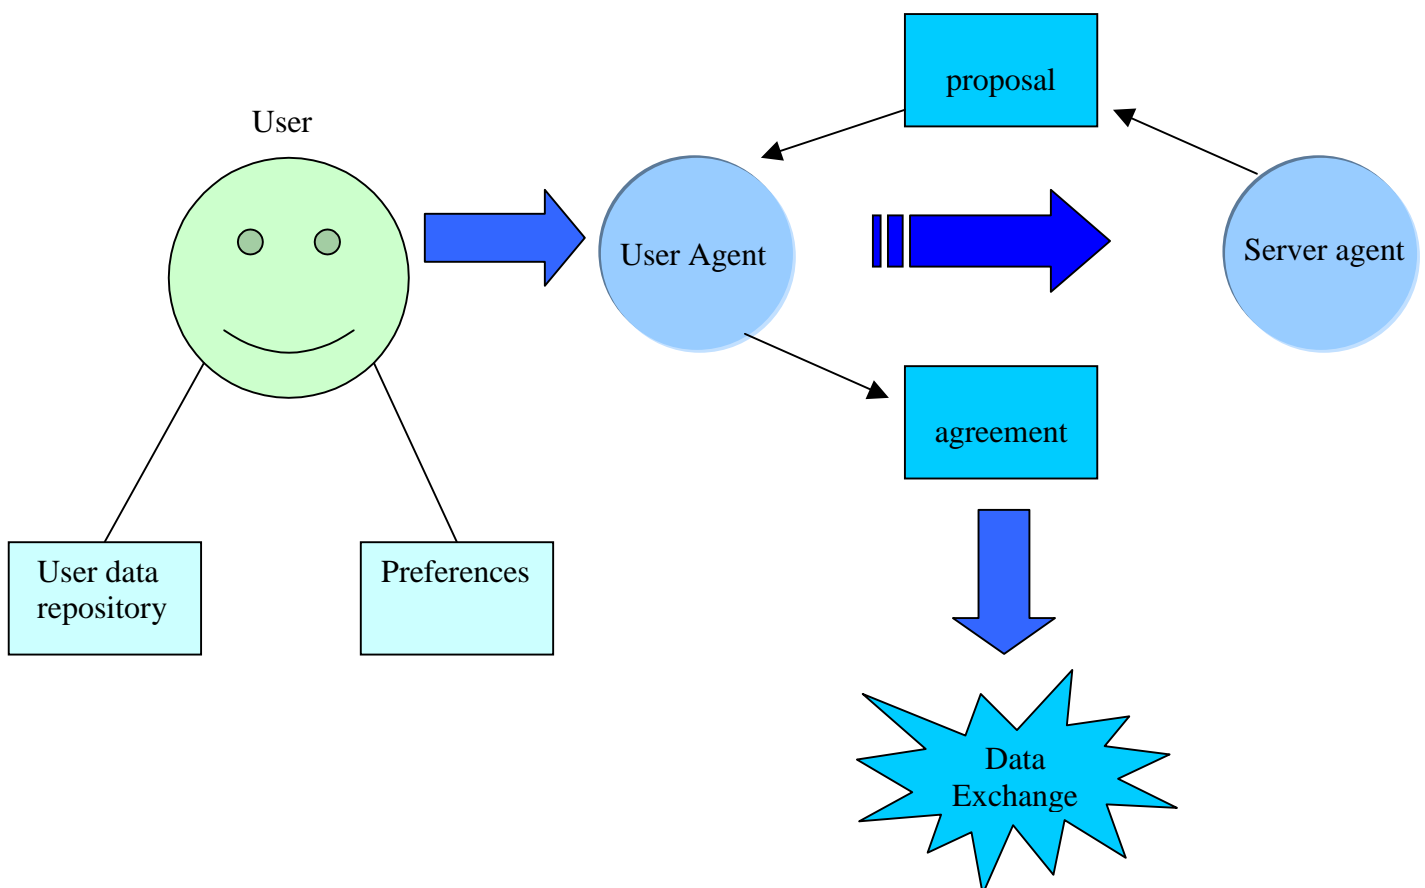 proposal
User
User Agent
Server agent
agreement
User data
repository
Preferences
Data
Exchange